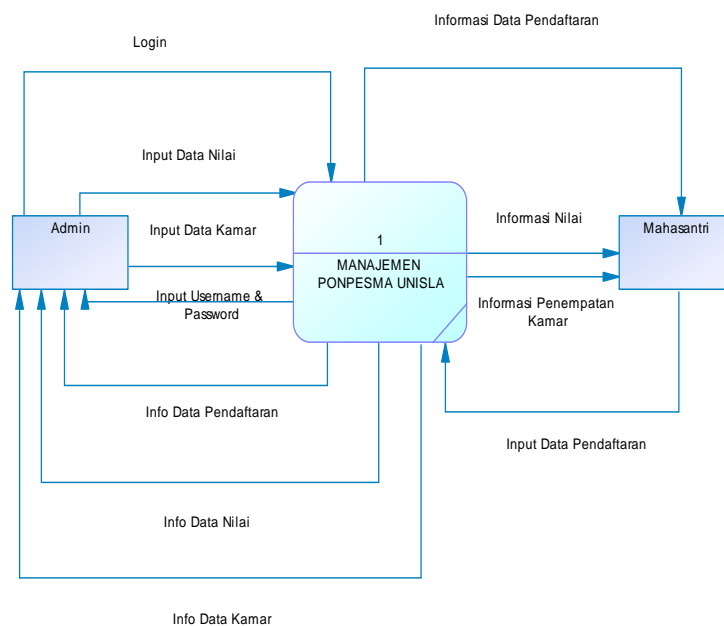 Informasi Data Pendaftaran
Login
Input Data Nilai
Admin
Input Data Kamar
1
MANAJEMEN
PONPESMA UNISLA
Informasi Nilai
Mahasantri
Input Username &
Password
Informasi Penempatan
Kamar
Info Data Pendaftaran
Input Data Pendaftaran
Info Data Nilai
Info Data Kamar